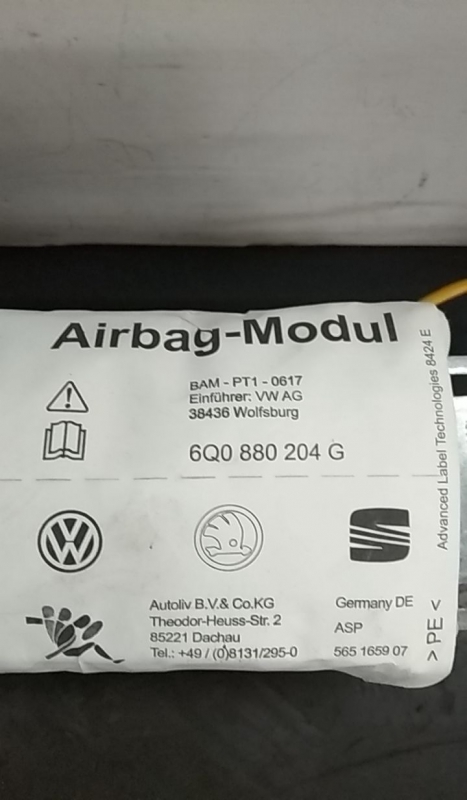 Airbag-Modul
BAM - PT1 - 0617
Einführer: VW AG
38436 Wolfsburg
6Q0 880 204 G
Autoliv B.V.& Co.KG
Theodor-Heuss-Str. 2
85221 Dachau
Tel.: +49 / (0)8131/295-0
Germany DE
ASP
565 1659 07
> PE <
Advanced Label Technologies 8424 E